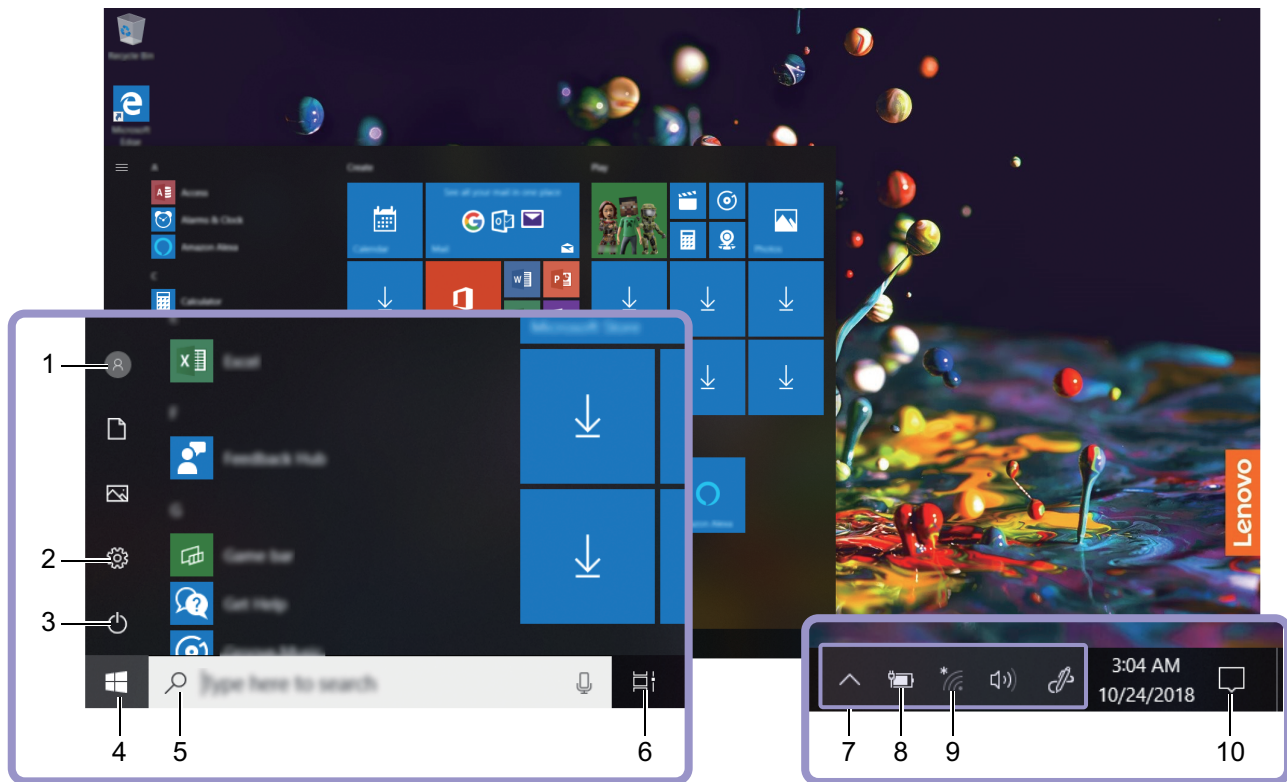 Recycle Bin
Microsoft
Edge
A
Create
Play
Access
See all your mail in one place
Alarms & Clock
Amazon Alexa
Calendar
Mail
Photos
C
Calculator
Microsoft Store
1
Excel
F
Feedback Hub
G
2
Game bar
Get Help
3
Groove Music
Type here to search
4
5
6
Amazon Alexa
Lenovo
3:04 AM
10/24/2018
7
8
9
10